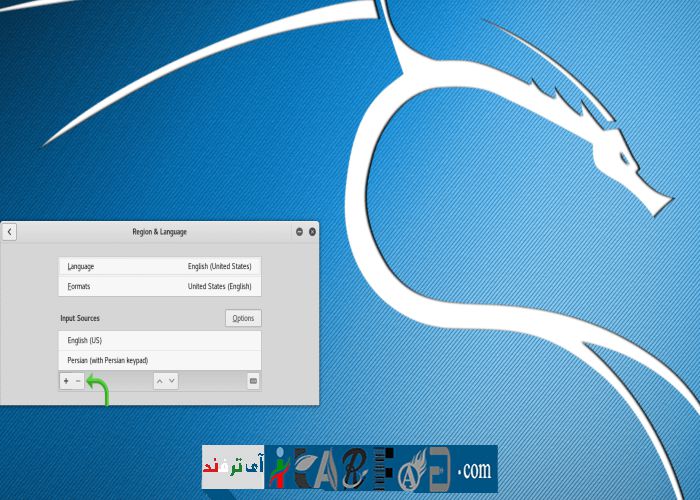 Region & Language
Language English (United States)
Formats United States (English)
Input Sources Options
English (US)
Persian (with Persian keypad)
آی ترفند
.com